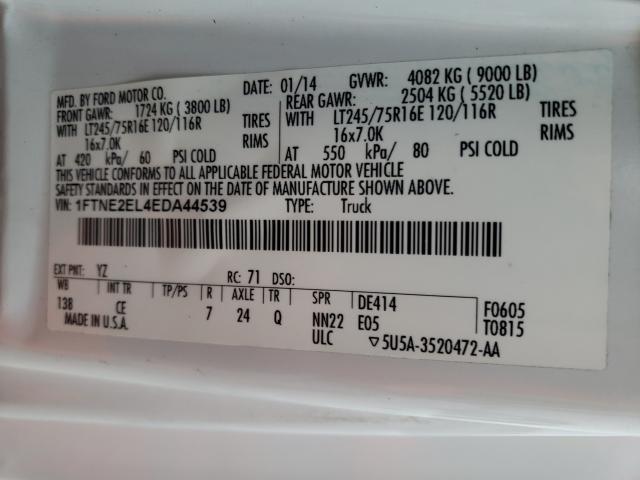 MFD. BY FORD MOTOR CO. DATE: 01/14 GVWR: 4082 KG ( 9000 LB)
FRONT GAWR: 1724 KG ( 3800 LB) REAR GAWR: 2504 KG ( 5520 LB)
WITH LT245/75R16E 120/116R TIRES WITH LT245/75R16E 120/116R TIRES
16x7.0K RIMS 16x7.0K RIMS
AT 420 kPa/ 60 PSI COLD AT 550 kPa/ 80 PSI COLD
THIS VEHICLE CONFORMS TO ALL APPLICABLE FEDERAL MOTOR VEHICLE
SAFETY STANDARDS IN EFFECT ON THE DATE OF MANUFACTURE SHOWN ABOVE.
VIN: 1FTNE2EL4EDA44539 TYPE: Truck
EXT PNT: YZ RC: 71 DSO:
WB INT TR TP/PS R AXLE TR SPR DE414 F0605
138 CE 7 24 Q NN22 E05 T0815
MADE IN U.S.A. ULC ▽5U5A-3520472-AA